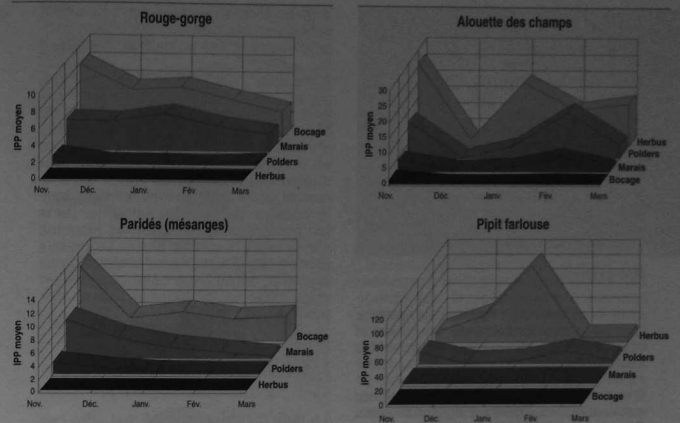 Rouge-gorge
IPP moyen
10
8
6
4
2
0
Nov.
Déc.
Janv.
Fév.
Mars
Bocage
Marais
Polders
Herbus
Alouette des champs
IPP moyen
30
25
20
15
10
5
0
Nov.
Déc
Janv.
Fév.
Mars
Herbus
Polders
Marais
Bocage
Paridés (mésanges)
IPP moyen
14
12
10
8
6
4
2
0
Nov.
Déc.
Janv.
Fév.
Mars
Bocage
Marais
Polders
Herbus
Pipit farlouse
IPP moyen
120
100
80
60
40
20
0
Nov.
Déc.
Janv.
Fév.
Mars
Herbus
Polders
Marais
Bocage